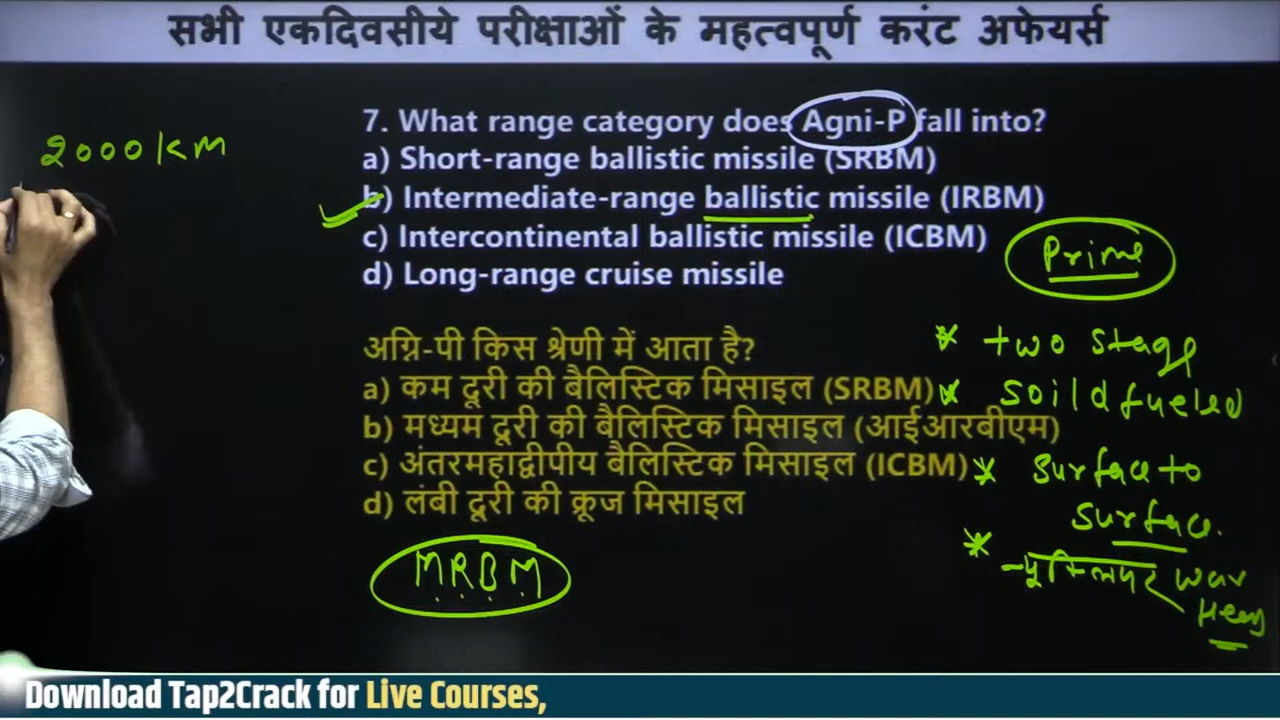 सभी एकदिवसीये परीक्षाओं के महत्वपूर्ण करंट अफेयर्स
2000 KM
7. What range category does Agni-P fall into?
a) Short-range ballistic missile (SRBM)
b) Intermediate-range ballistic missile (IRBM)
c) Intercontinental ballistic missile (ICBM)
d) Long-range cruise missile
Prime
अग्नि-पी किस श्रेणी में आता है?
a) कम दूरी की बैलिस्टिक मिसाइल (SRBM)
b) मध्यम दूरी की बैलिस्टिक मिसाइल (आईआरबीएम)
c) अंतरमहाद्वीपीय बैलिस्टिक मिसाइल (ICBM)
d) लंबी दूरी की क्रूज मिसाइल
* two stage
* soild fueled
* surface to
surface.
* war
MRBM
Download Tap2Crack for Live Courses,